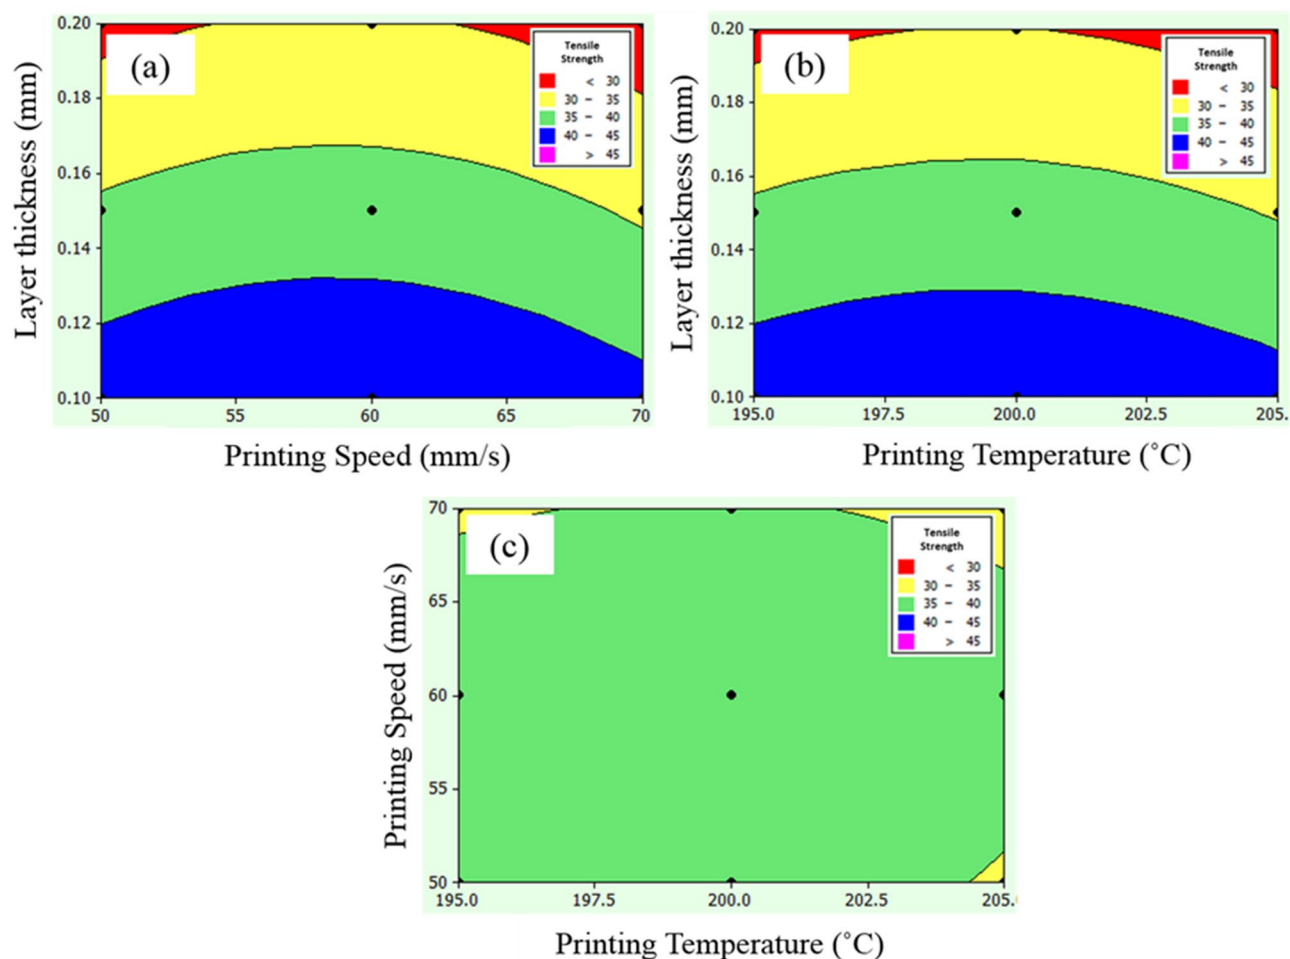 (a)
Layer thickness (mm)
0.20
0.18
0.16
0.14
0.12
0.10
50
55
60
65
70
Printing Speed (mm/s)
Tensile
Strength
< 30
30 – 35
35 – 40
40 – 45
> 45
(b)
Layer thickness (mm)
0.20
0.18
0.16
0.14
0.12
0.10
195.0
197.5
200.0
202.5
205.
Printing Temperature (˚C)
Tensile
Strength
< 30
30 – 35
35 – 40
40 – 45
> 45
(c)
Printing Speed (mm/s)
70
65
60
55
50
195.0
197.5
200.0
202.5
205.0
Printing Temperature (˚C)
Tensile
Strength
< 30
30 – 35
35 – 40
40 – 45
> 45